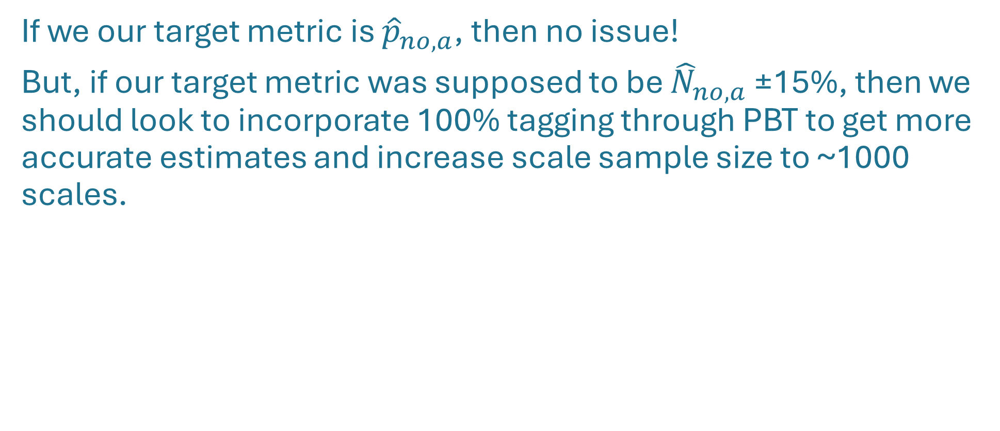 If we our target metric is p̂ₙₒ,ₐ, then no issue!
But, if our target metric was supposed to be N̂ₙₒ,ₐ ±15%, then we
should look to incorporate 100% tagging through PBT to get more
accurate estimates and increase scale sample size to ~1000
scales.